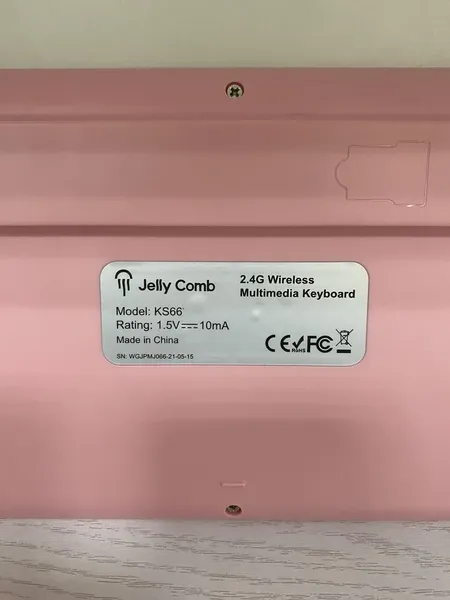 Jelly Comb
2.4G Wireless
Multimedia Keyboard
Model: KS66
Rating: 1.5V⎓10mA
Made in China
SN: WGJPMJ066-21-05-15
CE RoHS FC